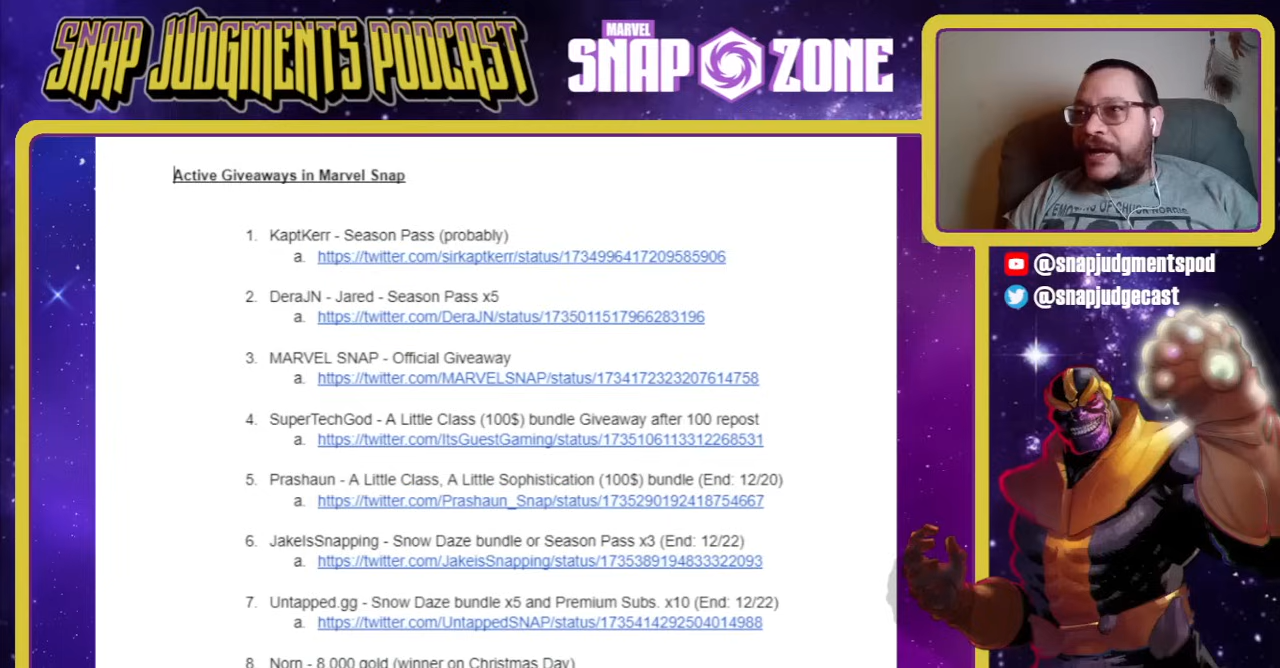 SNAP JUDGMENTS PODCAST
MARVEL
SNAP ZONE
Active Giveaways in Marvel Snap
1. KaptKerr - Season Pass (probably)
a. https://twitter.com/sirkaptkerr/status/1734996417209585906
2. DeraJN - Jared - Season Pass x5
a. https://twitter.com/DeraJN/status/1735011517966283196
3. MARVEL SNAP - Official Giveaway
a. https://twitter.com/MARVELSNAP/status/1734172323207614758
4. SuperTechGod - A Little Class (100$) bundle Giveaway after 100 repost
a. https://twitter.com/ItsGuestGaming/status/1735106113312268531
5. Prashaun - A Little Class, A Little Sophistication (100$) bundle (End: 12/20)
a. https://twitter.com/Prashaun_Snap/status/1735290192418754667
6. JakeIsSnapping - Snow Daze bundle or Season Pass x3 (End: 12/22)
a. https://twitter.com/JakeisSnapping/status/1735389194833322093
7. Untapped.gg - Snow Daze bundle x5 and Premium Subs. x10 (End: 12/22)
a. https://twitter.com/UntappedSNAP/status/1735414292504014988
8. Norn - 8,000 gold (winner on Christmas Day)
OF CHUCK NORRIS
@snapjudgmentspod
@snapjudgecast